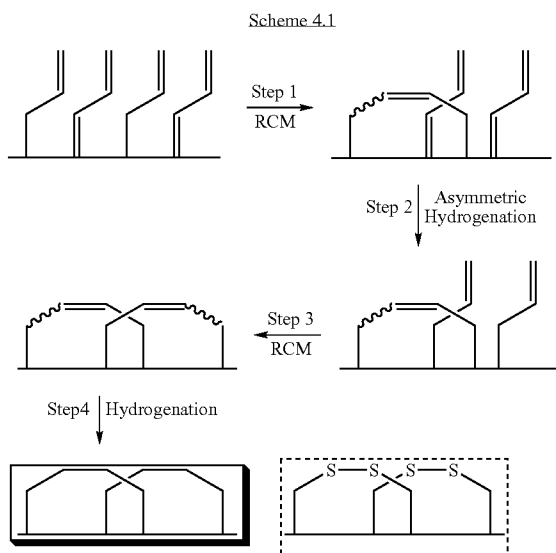 Scheme 4.1
Step 1
RCM
Step 2
Asymmetric
Hydrogenation
Step 3
RCM
Step4
Hydrogenation
S S S S